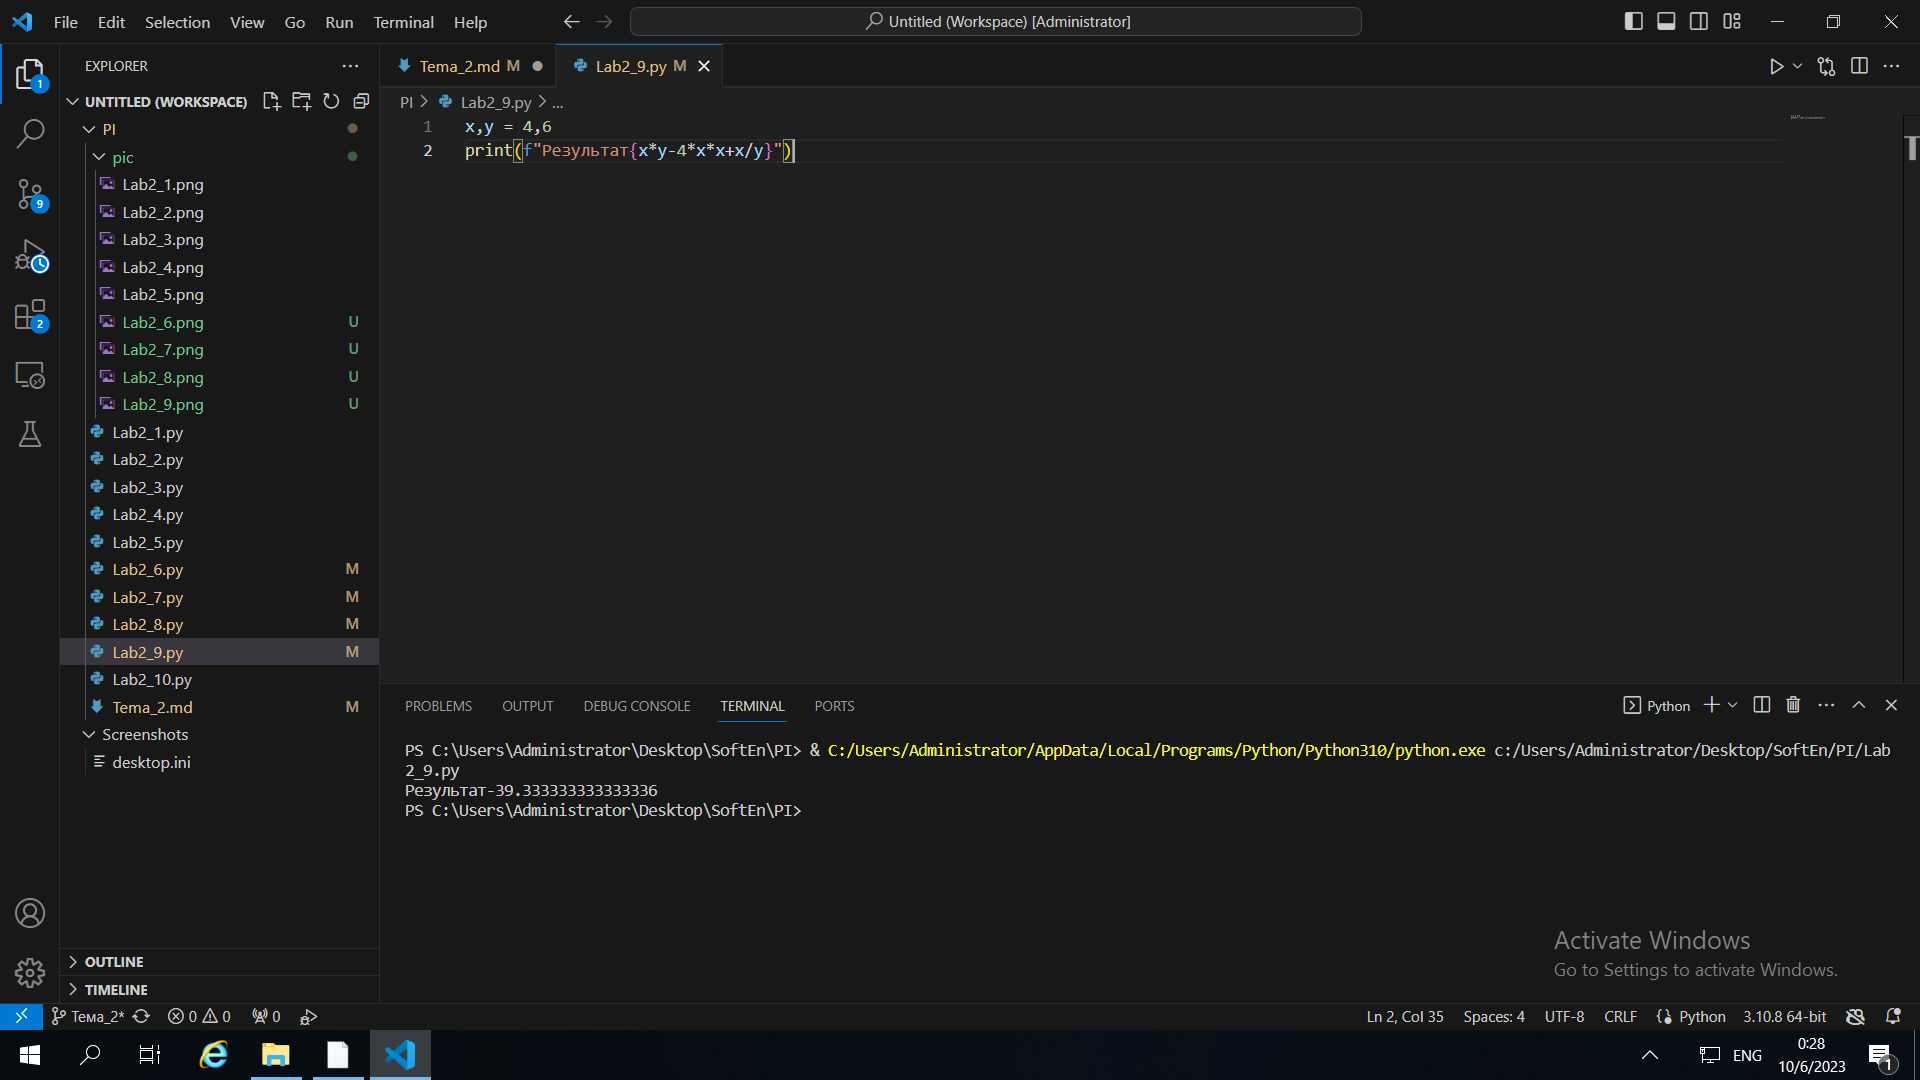 File Edit Selection View Go Run Terminal Help
Untitled (Workspace) [Administrator]
EXPLORER
Tema_2.md M
Lab2_9.py M
UNTITLED (WORKSPACE)
PI > Lab2_9.py > ...
PI
pic
Lab2_1.png
Lab2_2.png
Lab2_3.png
Lab2_4.png
Lab2_5.png
Lab2_6.png U
Lab2_7.png U
Lab2_8.png U
Lab2_9.png U
Lab2_1.py
Lab2_2.py
Lab2_3.py
Lab2_4.py
Lab2_5.py
Lab2_6.py M
Lab2_7.py M
Lab2_8.py M
Lab2_9.py M
Lab2_10.py
Tema_2.md M
Screenshots
desktop.ini
OUTLINE
TIMELINE
1
9
2
1 x,y = 4,6
2 print(f"Результат{x*y-4*x*x+x/y}")
PROBLEMS OUTPUT DEBUG CONSOLE TERMINAL PORTS
Python
PS C:\Users\Administrator\Desktop\SoftEn\PI> & C:/Users/Administrator/AppData/Local/Programs/Python/Python310/python.exe c:/Users/Administrator/Desktop/SoftEn/PI/Lab
2_9.py
Результат-39.333333333333336
PS C:\Users\Administrator\Desktop\SoftEn\PI>
Activate Windows
Go to Settings to activate Windows.
Тема_2* 0 0 0
Ln 2, Col 35 Spaces: 4 UTF-8 CRLF Python 3.10.8 64-bit
ENG
0:28
10/6/2023
1